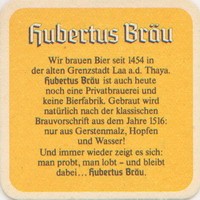 Hubertus Bräu
Wir brauen Bier seit 1454 in
der alten Grenzstadt Laa a.d. Thaya.
Hubertus Bräu ist auch heute
noch eine Privatbrauerei und
keine Bierfabrik. Gebraut wird
natürlich nach der klassischen
Brauvorschrift aus dem Jahre 1516:
nur aus Gerstenmalz, Hopfen
und Wasser!
Und immer wieder zeigt es sich:
man probt, man lobt - und bleibt
dabei ... Hubertus Bräu.